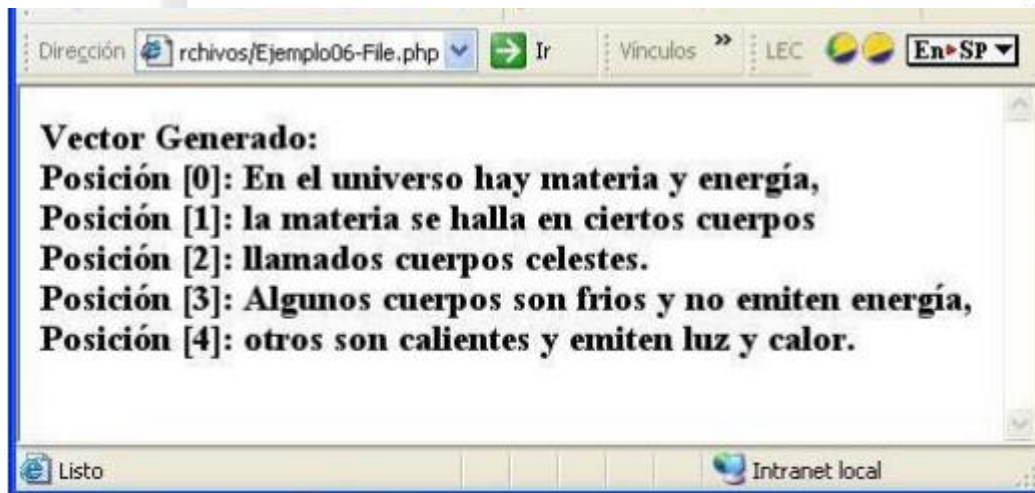 Dirección rchivos/Ejemplo06-File.php Ir Vínculos » LEC En▸SP
Vector Generado:
Posición [0]: En el universo hay materia y energía,
Posición [1]: la materia se halla en ciertos cuerpos
Posición [2]: llamados cuerpos celestes.
Posición [3]: Algunos cuerpos son frios y no emiten energía,
Posición [4]: otros son calientes y emiten luz y calor.
Listo Intranet local